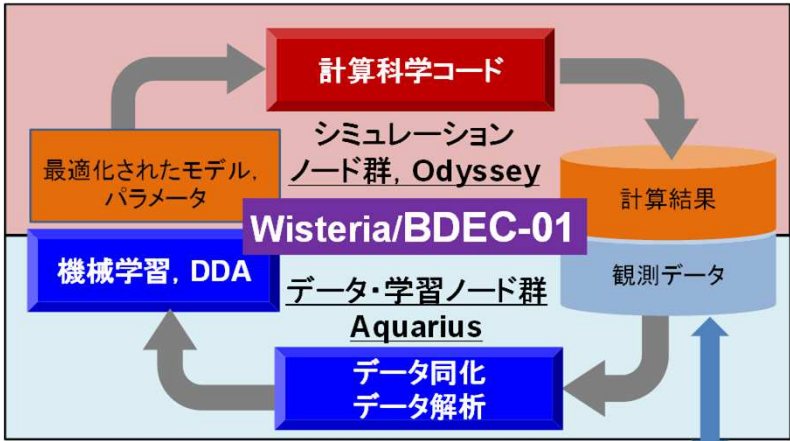 計算科学コード
シミュレーション
ノード群, Odyssey
最適化されたモデル,
パラメータ
計算結果
Wisteria/BDEC-01
機械学習, DDA
観測データ
データ・学習ノード群
Aquarius
データ同化
データ解析